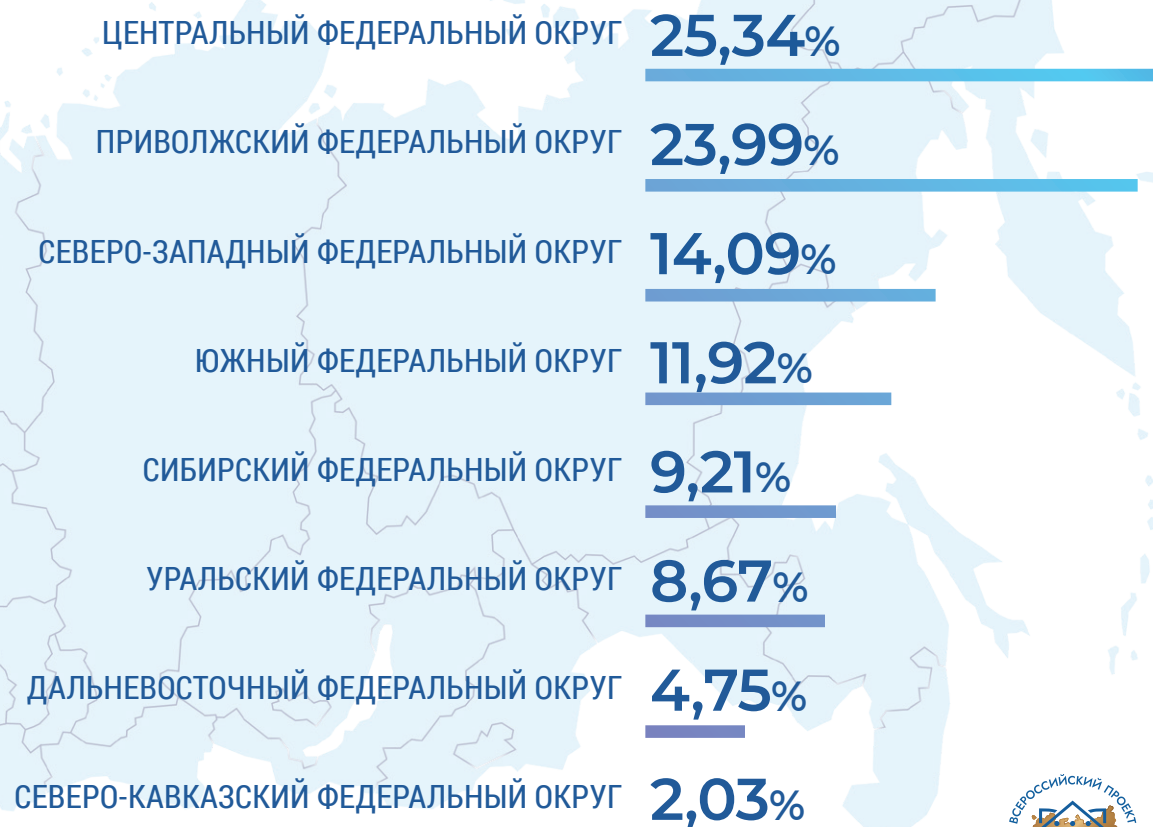 ЦЕНТРАЛЬНЫЙ ФЕДЕРАЛЬНЫЙ ОКРУГ 25,34%
ПРИВОЛЖСКИЙ ФЕДЕРАЛЬНЫЙ ОКРУГ 23,99%
СЕВЕРО-ЗАПАДНЫЙ ФЕДЕРАЛЬНЫЙ ОКРУГ 14,09%
ЮЖНЫЙ ФЕДЕРАЛЬНЫЙ ОКРУГ 11,92%
СИБИРСКИЙ ФЕДЕРАЛЬНЫЙ ОКРУГ 9,21%
УРАЛЬСКИЙ ФЕДЕРАЛЬНЫЙ ОКРУГ 8,67%
ДАЛЬНЕВОСТОЧНЫЙ ФЕДЕРАЛЬНЫЙ ОКРУГ 4,75%
СЕВЕРО-КАВКАЗСКИЙ ФЕДЕРАЛЬНЫЙ ОКРУГ 2,03%
ВСЕРОССИЙСКИЙ ПРОЕКТ